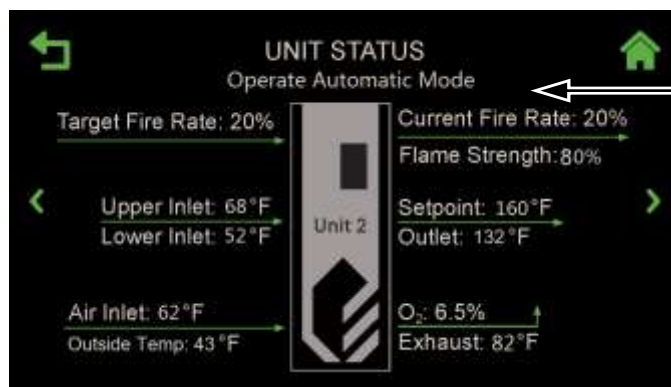 UNIT STATUS
Operate Automatic Mode
Target Fire Rate: 20%
Current Fire Rate: 20%
Flame Strength:80%
Upper Inlet: 68°F
Lower Inlet: 52°F
Unit 2
Setpoint: 160°F
Outlet: 132°F
Air Inlet: 62°F
Outside Temp: 43°F
O₂: 6.5%
Exhaust: 82°F